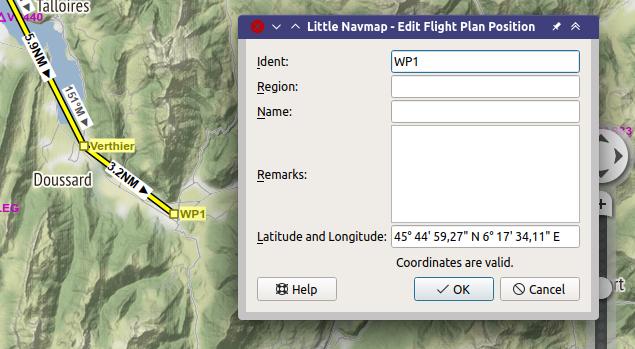 Talloires
5.9NM
151°M
Verthier
3.2NM
Doussard
WP1
LEG
Little Navmap - Edit Flight Plan Position
Ident: WP1
Region:
Name:
Remarks:
Latitude and Longitude: 45° 44' 59,27" N 6° 17' 34,11" E
Coordinates are valid.
Help
OK
Cancel